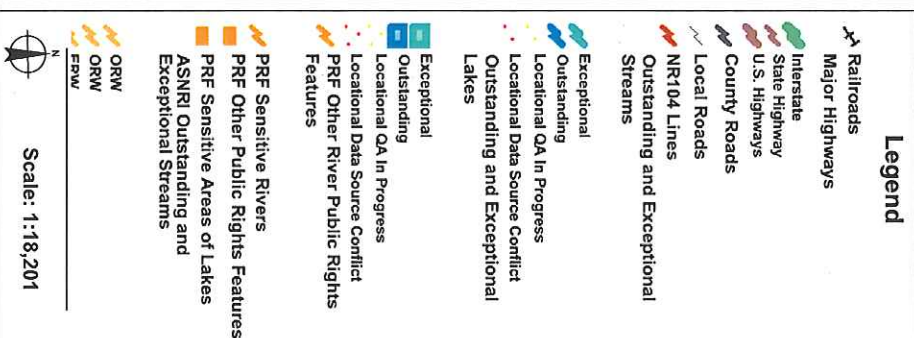 Legend
Railroads
Major Highways
Interstate
State Highway
U.S. Highways
County Roads
Local Roads
NR104 Lines
Outstanding and Exceptional
Streams
Exceptional
Outstanding
Locational QA In Progress
Locational Data Source Conflict
Outstanding and Exceptional
Lakes
Exceptional
Outstanding
Locational QA In Progress
Locational Data Source Conflict
PRF Other River Public Rights
Features
PRF Sensitive Rivers
PRF Other Public Rights Features
PRF Sensitive Areas of Lakes
ASNRI Outstanding and
Exceptional Streams
ORW
ORW
ERW
N
Scale: 1:18,201